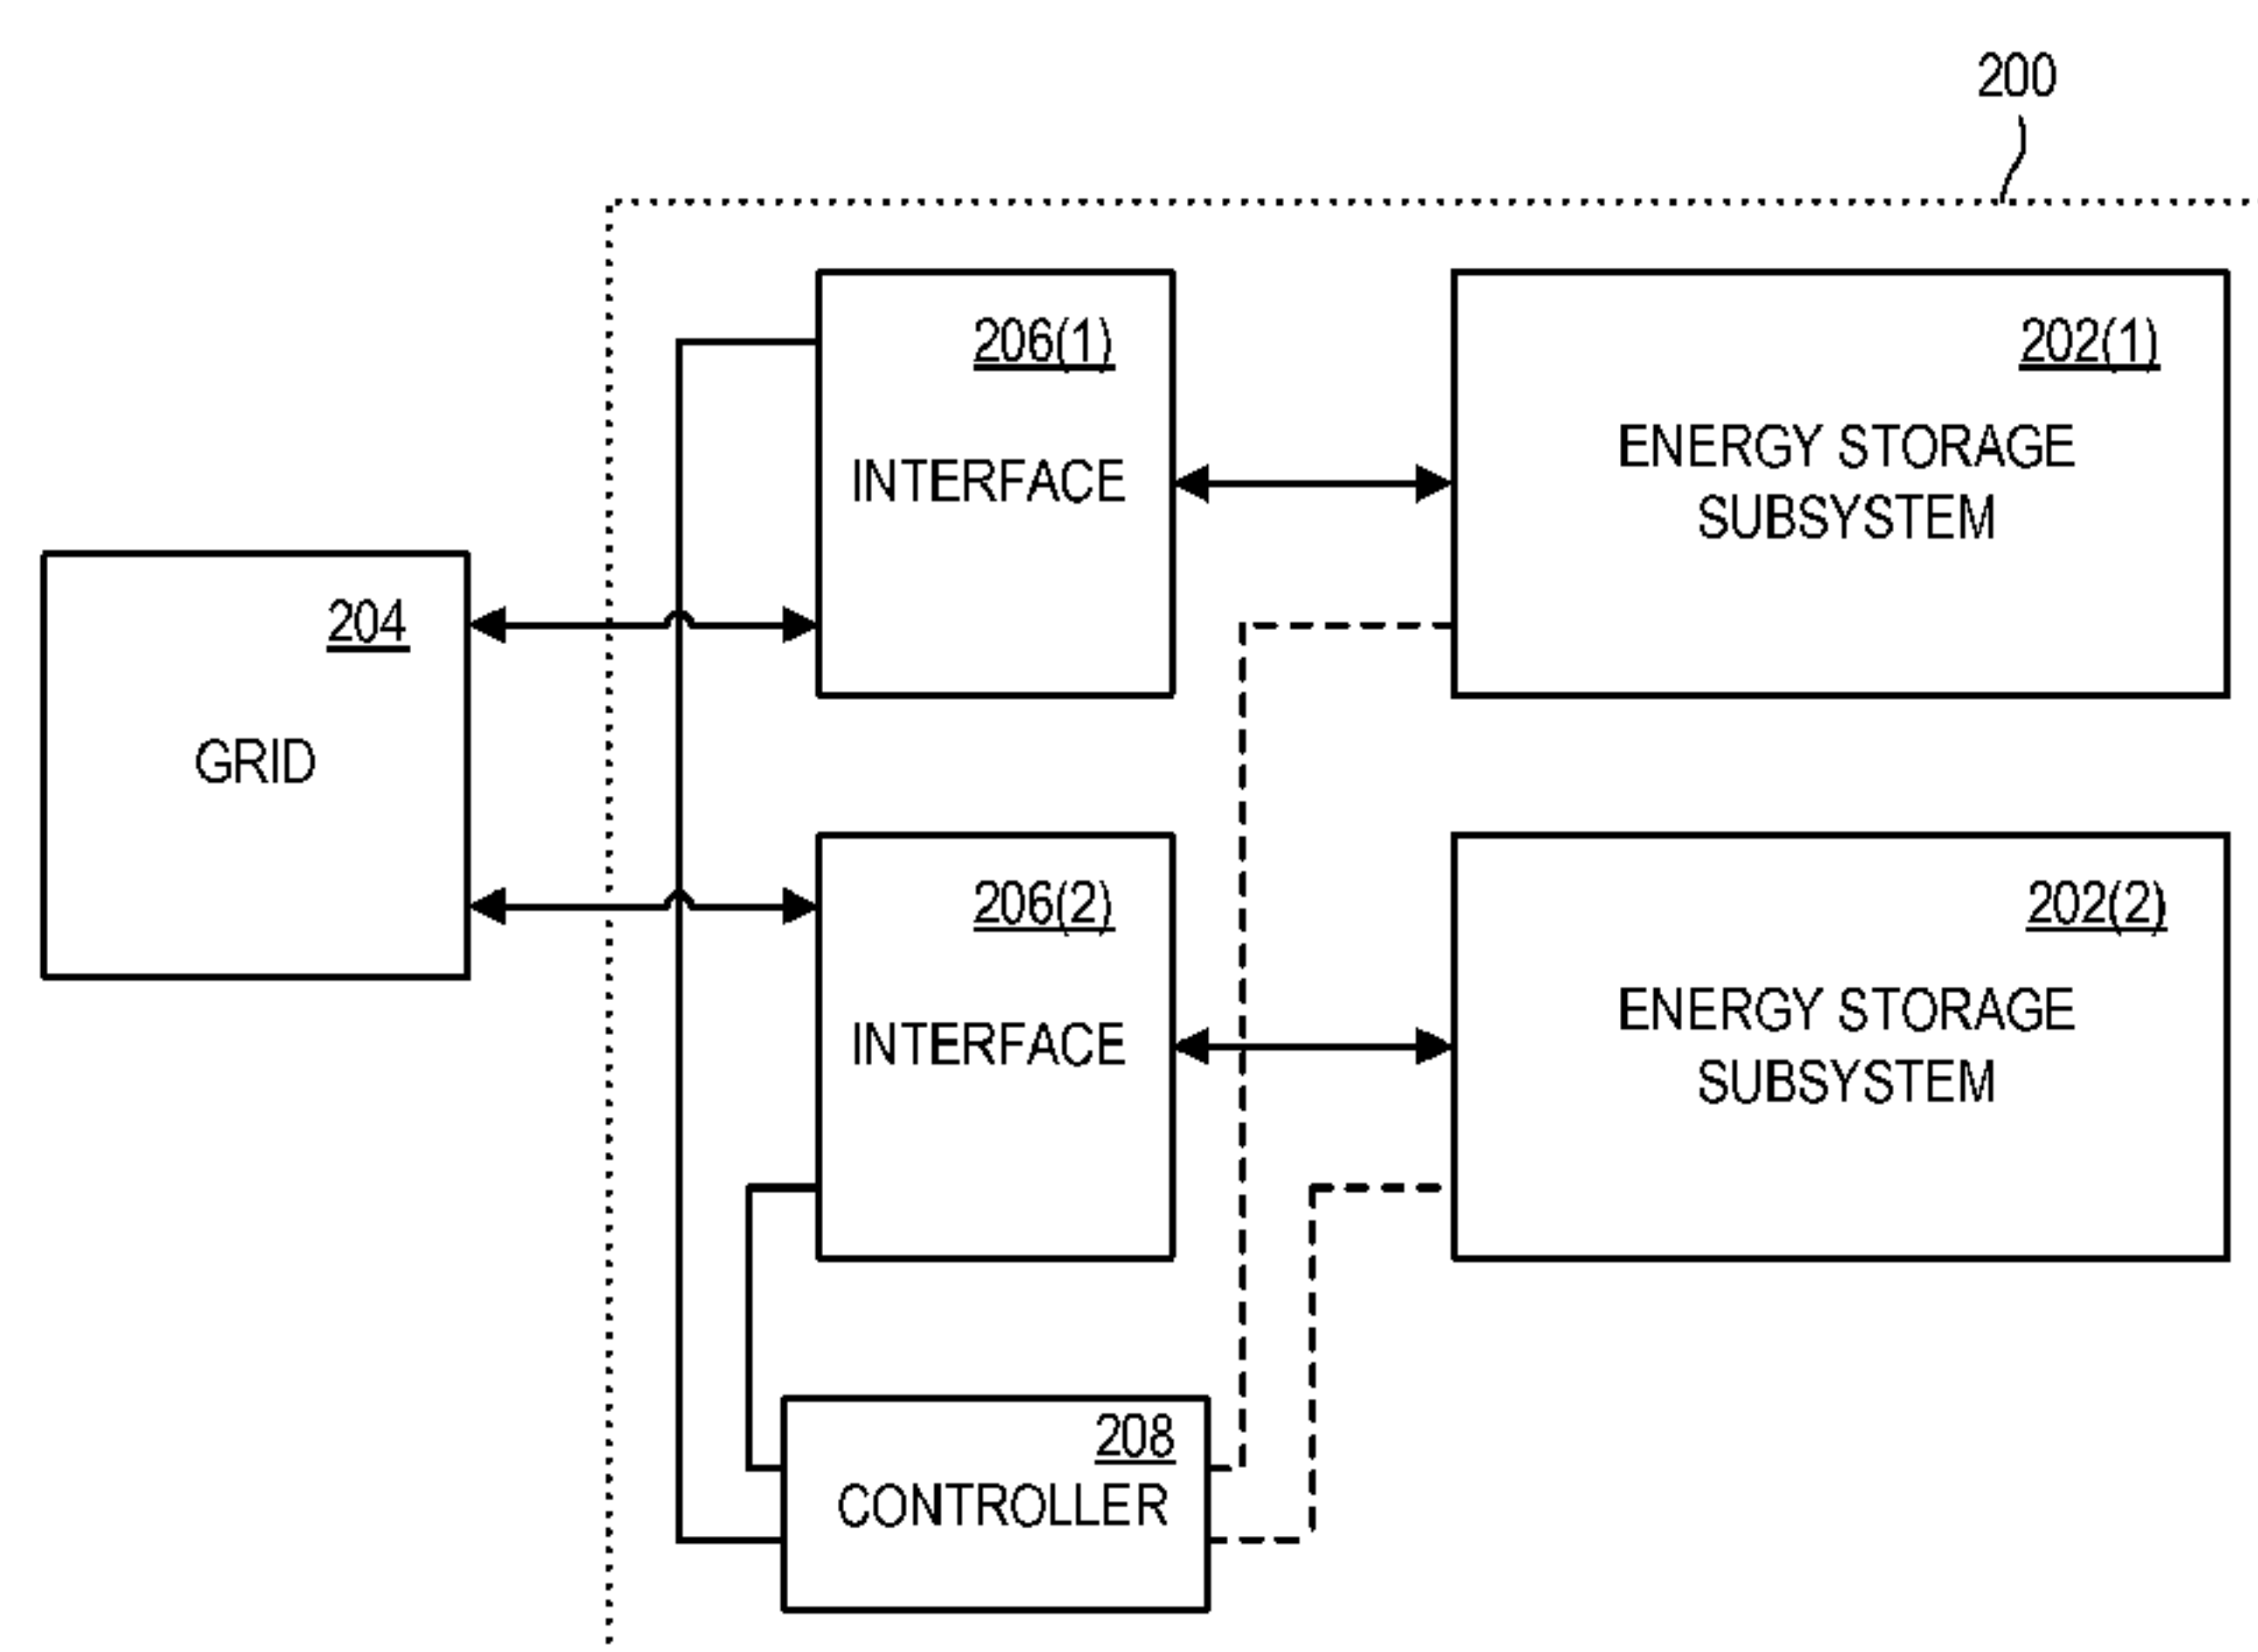 200
206(1)
INTERFACE
202(1)
ENERGY STORAGE
SUBSYSTEM
204
GRID
206(2)
INTERFACE
202(2)
ENERGY STORAGE
SUBSYSTEM
208
CONTROLLER